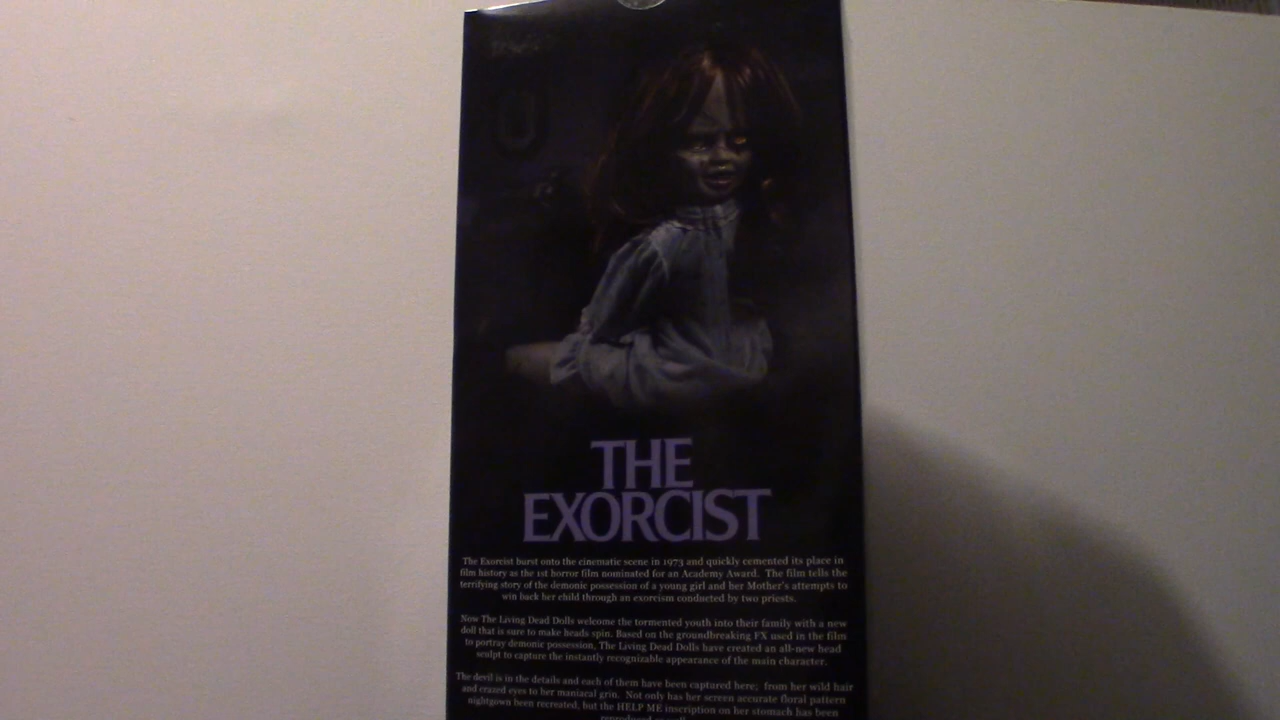 THE
EXORCIST
The Exorcist burst onto the cinematic scene in 1973 and quickly cemented its place in
film history as the 1st horror film nominated for an Academy Award. The film tells the
terrifying story of the demonic possession of a young girl and her Mother's attempts to
win back her child through an exorcism conducted by two priests.
Now The Living Dead Dolls welcome the tormented youth into their family with a new
doll that is sure to make heads spin. Based on the groundbreaking FX used in the film
to portray demonic possession, The Living Dead Dolls have created an all-new head
sculpt to capture the instantly recognizable appearance of the main character.
The devil is in the details and each of them have been captured here; from her wild hair
and crazed eyes to her maniacal grin. Not only has her screen accurate floral pattern
nightgown been recreated, but the HELP ME inscription on her stomach has been